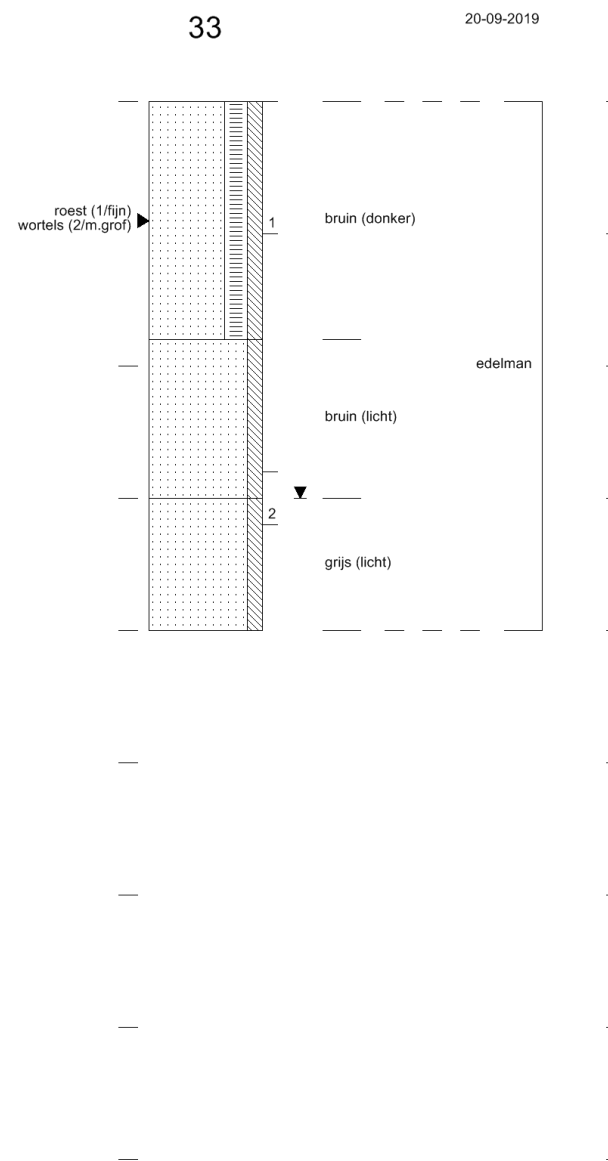 33
20-09-2019
roest (1/fijn)
wortels (2/m.grof)
1
bruin (donker)
edelman
bruin (licht)
2
grijs (licht)